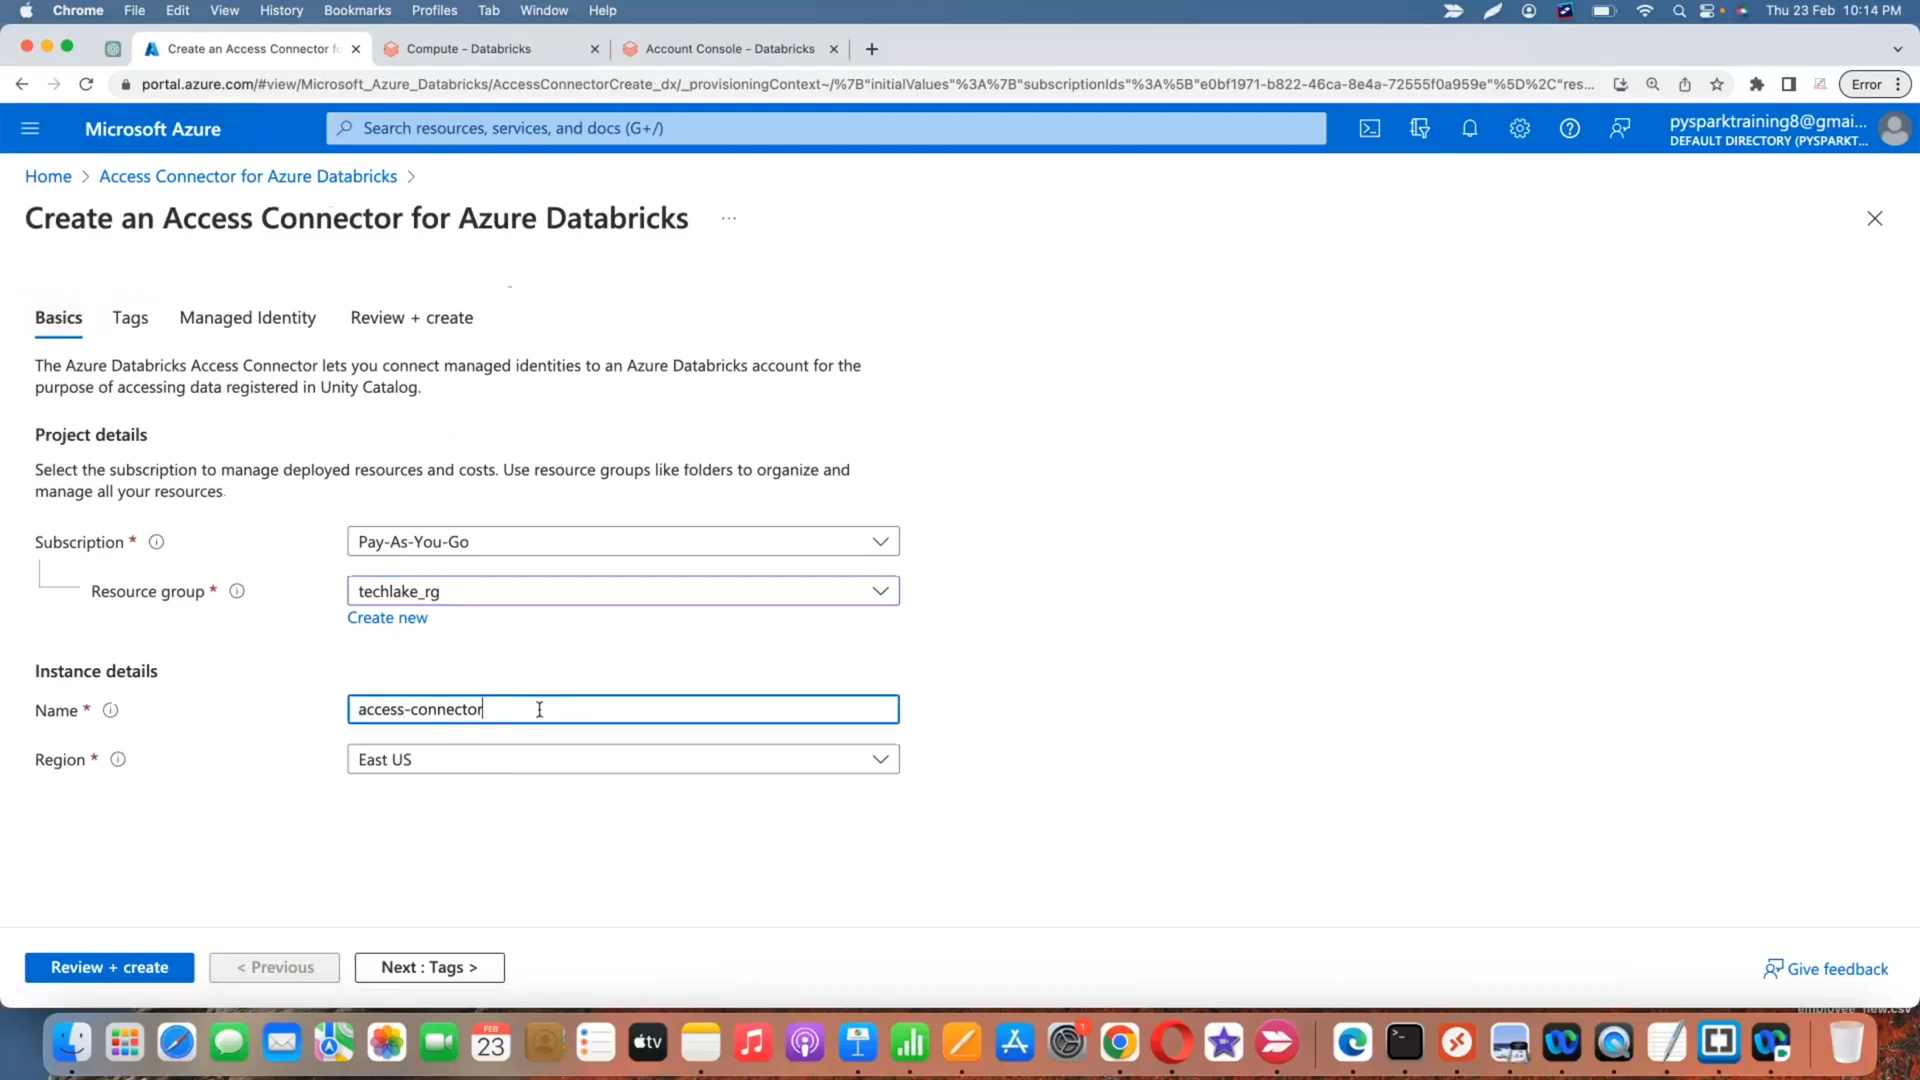 Chrome File Edit View History Bookmarks Profiles Tab Window Help Thu 23 Feb 10:14 PM
Create an Access Connector fo Compute - Databricks Account Console - Databricks
portal.azure.com/#view/Microsoft_Azure_Databricks/AccessConnectorCreate_dx/_provisioningContext~/%7B"initialValues"%3A%7B"subscriptionIds"%3A%5B"e0bf1971-b822-46ca-8e4a-72555f0a959e"%5D%2C"res... Error
Microsoft Azure Search resources, services, and docs (G+/) pysparktraining8@gmai...
DEFAULT DIRECTORY (PYSPARKT...
Home > Access Connector for Azure Databricks >
Create an Access Connector for Azure Databricks ...
Basics Tags Managed Identity Review + create
The Azure Databricks Access Connector lets you connect managed identities to an Azure Databricks account for the
purpose of accessing data registered in Unity Catalog.
Project details
Select the subscription to manage deployed resources and costs. Use resource groups like folders to organize and
manage all your resources.
Subscription * Pay-As-You-Go
Resource group * techlake_rg
Create new
Instance details
Name * access-connector
Region * East US
Review + create < Previous Next : Tags > Give feedback
employee_new.csv
FEB
23
tv
1